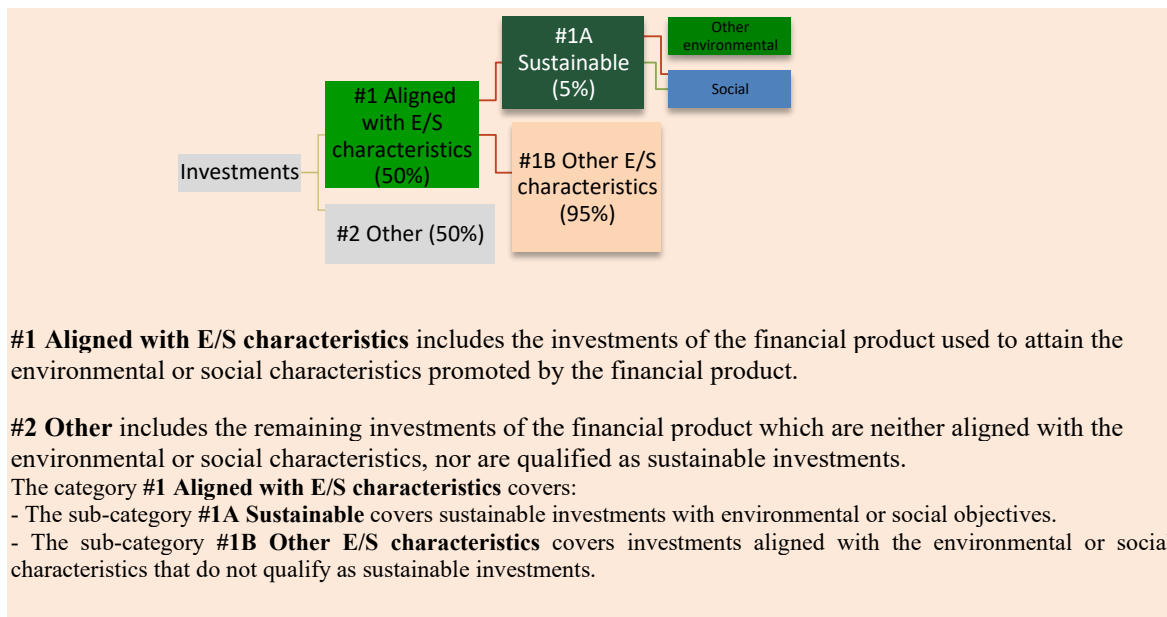 #1A
Sustainable
(5%)
Other
environmental
Social
#1 Aligned
with E/S
characteristics
(50%)
#1B Other E/S
characteristics
(95%)
Investments
#2 Other (50%)
#1 Aligned with E/S characteristics includes the investments of the financial product used to attain the
environmental or social characteristics promoted by the financial product.
#2 Other includes the remaining investments of the financial product which are neither aligned with the
environmental or social characteristics, nor are qualified as sustainable investments.
The category #1 Aligned with E/S characteristics covers:
- The sub-category #1A Sustainable covers sustainable investments with environmental or social objectives.
- The sub-category #1B Other E/S characteristics covers investments aligned with the environmental or socia
characteristics that do not qualify as sustainable investments.